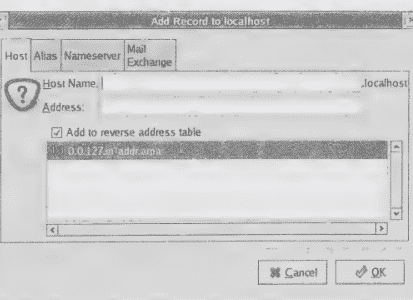 Add Record to localhost
Host Alias Nameserver Mail Exchange
Host Name: .localhost
Address:
Add to reverse address table
0.0.127.in-addr.arpa
Cancel OK